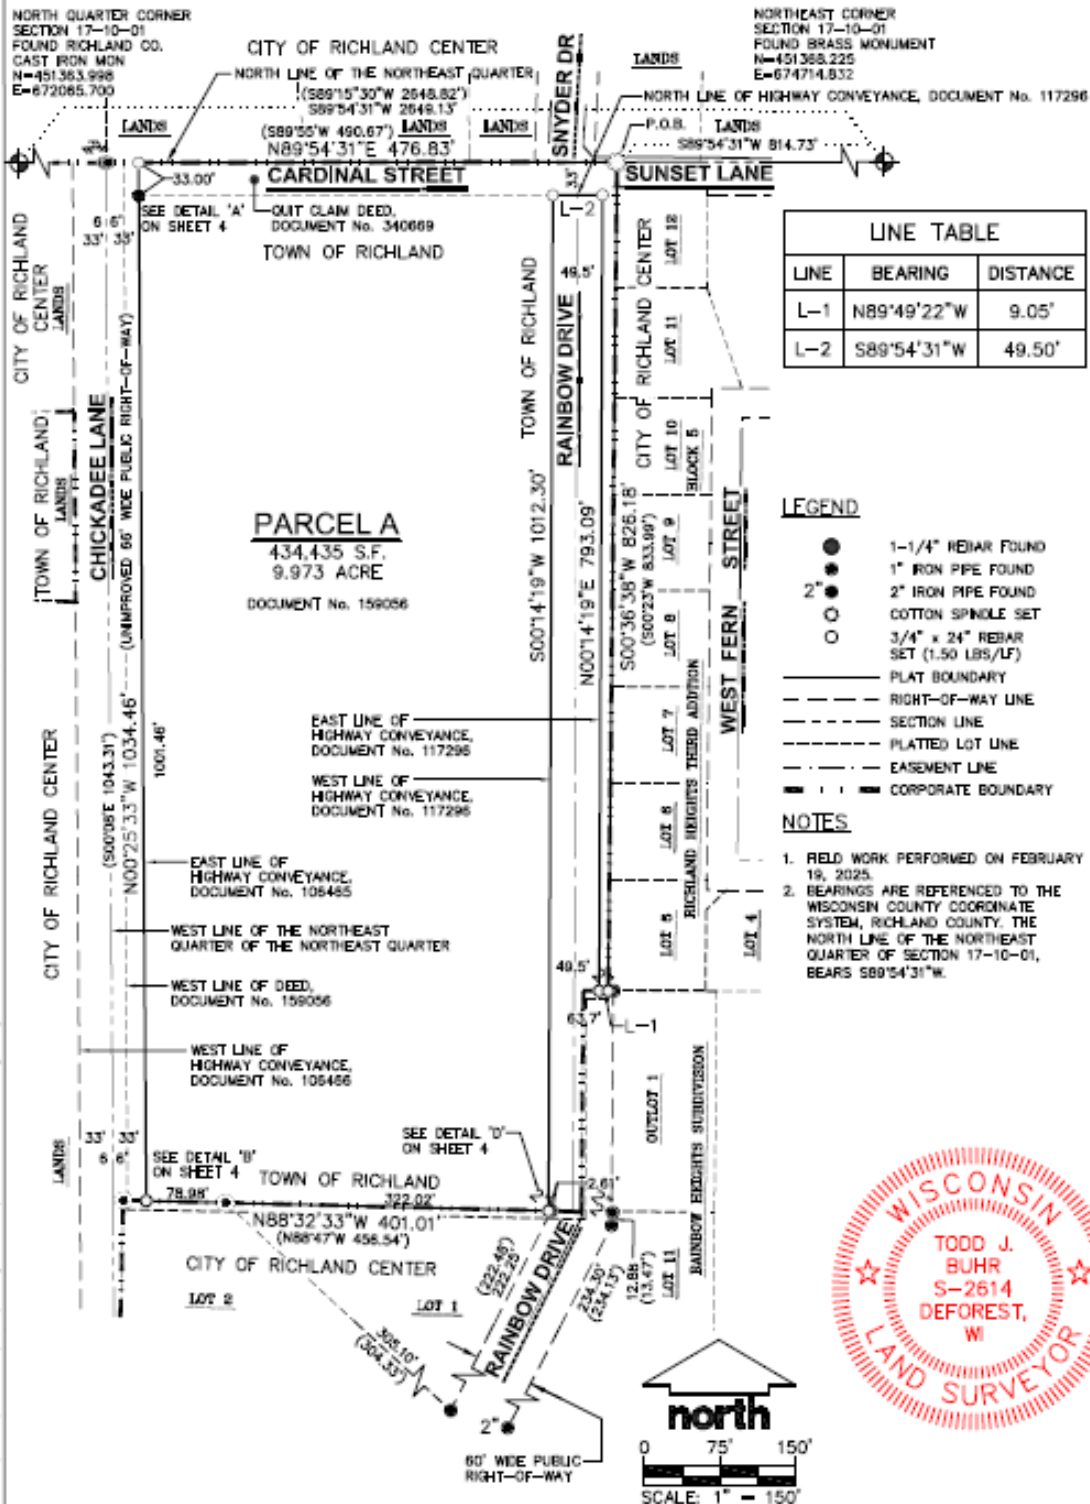 NORTH QUARTER CORNER
SECTION 17-10-01
FOUND RICHLAND CO.
CAST IRON MON
N=451363.998
E=672065.700
CITY OF RICHLAND CENTER
NORTH LINE OF THE NORTHEAST QUARTER
(S89°15'30"W 2648.82')
S89°54'31"W 2649.13'
(S89°55'W 490.67')
N89°54'31"E 476.83'
LANDS
LANDS
LANDS
SNYDER DR
LANDS
NORTHEAST CORNER
SECTION 17-10-01
FOUND BRASS MONUMENT
N=451368.225
E=674714.832
NORTH LINE OF HIGHWAY CONVEYANCE, DOCUMENT No. 117296
P.O.B.
LANDS
S89°54'31"W 814.73'
33.00'
CARDINAL STREET
33'
SUNSET LANE
SEE DETAIL 'A'
ON SHEET 4
QUIT CLAIM DEED,
DOCUMENT No. 340669
L-2
6 6'
33' 33'
TOWN OF RICHLAND
49.5'
CITY OF RICHLAND
CENTER
LANDS
TOWN OF RICHLAND
LANDS
CHICKADEE LANE
(UNIMPROVED 66' WIDE PUBLIC RIGHT-OF-WAY)
TOWN OF RICHLAND
RAINBOW DRIVE
CITY OF RICHLAND CENTER
LOT 12
LOT 11
LOT 10
BLOCK 5
LOT 9
LOT 8
LOT 7
LOT 6
LOT 5
LOT 4
RICHLAND HEIGHTS THIRD ADDTION
WEST FERN STREET
LINE TABLE
LINE BEARING DISTANCE
L-1 N89°49'22"W 9.05'
L-2 S89°54'31"W 49.50'
PARCEL A
434,435 S.F.
9.973 ACRE
DOCUMENT No. 159056
S00°14'19"W 1012.30'
N00°14'19"E 793.09'
S00°36'38"W 826.18'
(S00°23'W 833.99')
LEGEND
1-1/4" REBAR FOUND
1" IRON PIPE FOUND
2" 2" IRON PIPE FOUND
COTTON SPINDLE SET
3/4" x 24" REBAR
SET (1.50 LBS/LF)
PLAT BOUNDARY
RIGHT-OF-WAY LINE
SECTION LINE
PLATTED LOT LINE
EASEMENT LINE
CORPORATE BOUNDARY
NOTES
1. FIELD WORK PERFORMED ON FEBRUARY
19, 2025.
2. BEARINGS ARE REFERENCED TO THE
WISCONSIN COUNTY COORDINATE
SYSTEM, RICHLAND COUNTY. THE
NORTH LINE OF THE NORTHEAST
QUARTER OF SECTION 17-10-01,
BEARS S89°54'31"W.
CITY OF RICHLAND CENTER
(S00°08'E 1043.31')
N00°25'33"W 1034.46'
1001.46'
EAST LINE OF
HIGHWAY CONVEYANCE,
DOCUMENT No. 117296
WEST LINE OF
HIGHWAY CONVEYANCE,
DOCUMENT No. 117296
EAST LINE OF
HIGHWAY CONVEYANCE,
DOCUMENT No. 106465
WEST LINE OF THE NORTHEAST
QUARTER OF THE NORTHEAST QUARTER
WEST LINE OF DEED,
DOCUMENT No. 159056
WEST LINE OF
HIGHWAY CONVEYANCE,
DOCUMENT No. 106466
49.5'
63.7'
L-1
OUTLOT 1
RAINBOW HEIGHTS SUBDIVISION
LOT 11
LANDS
33' 33'
6 6'
SEE DETAIL 'B'
ON SHEET 4
SEE DETAIL 'D'
ON SHEET 4
TOWN OF RICHLAND
78.98'
322.02'
2.61'
N88°32'33"W 401.01'
(N88°47'W 456.54')
CITY OF RICHLAND CENTER
LOT 2
LOT 1
(222.45')
222.25'
RAINBOW DRIVE
234.30'
(234.13')
12.88'
(13.47')
305.10'
(304.33')
2"
60' WIDE PUBLIC
RIGHT-OF-WAY
north
0 75' 150'
SCALE: 1" = 150'
WISCONSIN
TODD J.
BUHR
S-2614
DEFOREST,
WI
LAND SURVEYOR